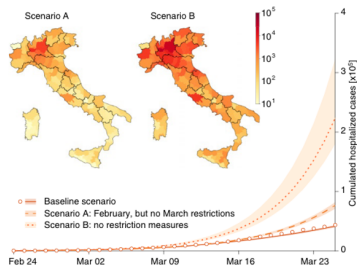 Scenario A
Scenario B
10⁵
10⁴
10³
10²
10¹
4
3
2
1
0
Cumulated hospitalized cases [x10⁵]
Baseline scenario
Scenario A: February, but no March restrictions
Scenario B: no restriction measures
Feb 24
Mar 02
Mar 09
Mar 16
Mar 23